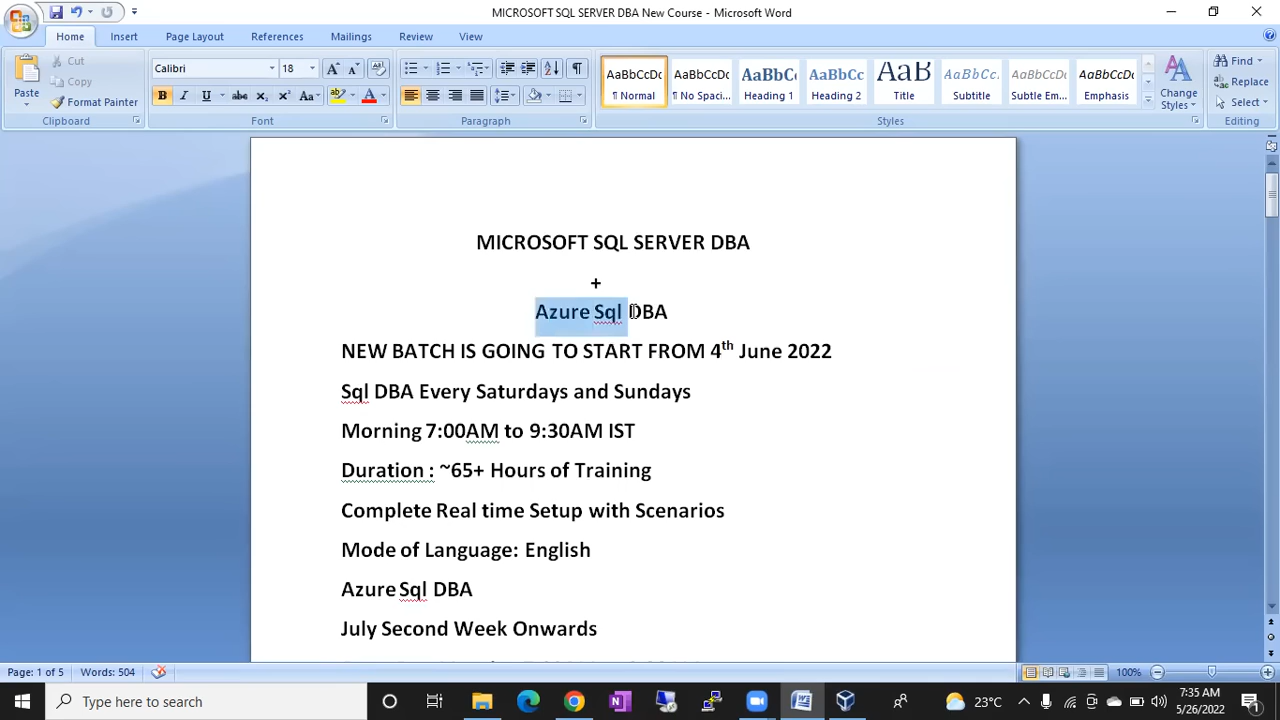 MICROSOFT SQL SERVER DBA New Course - Microsoft Word
Home Insert Page Layout References Mailings Review View
Paste
Cut
Copy
Format Painter
Clipboard
Calibri 18
Font
Paragraph
AaBbCcDc AaBbCcDc AaBbCc AaBbCc AaB AaBbCc. AaBbCcDc AaBbCcDc
¶ Normal ¶ No Spaci... Heading 1 Heading 2 Title Subtitle Subtle Em... Emphasis
Change Styles
Styles
Find
Replace
Select
Editing
MICROSOFT SQL SERVER DBA
+
Azure Sql DBA
NEW BATCH IS GOING TO START FROM 4th June 2022
Sql DBA Every Saturdays and Sundays
Morning 7:00AM to 9:30AM IST
Duration : ~65+ Hours of Training
Complete Real time Setup with Scenarios
Mode of Language: English
Azure Sql DBA
July Second Week Onwards
Page: 1 of 5 Words: 504 100%
Type here to search
23°C
7:35 AM
5/26/2022